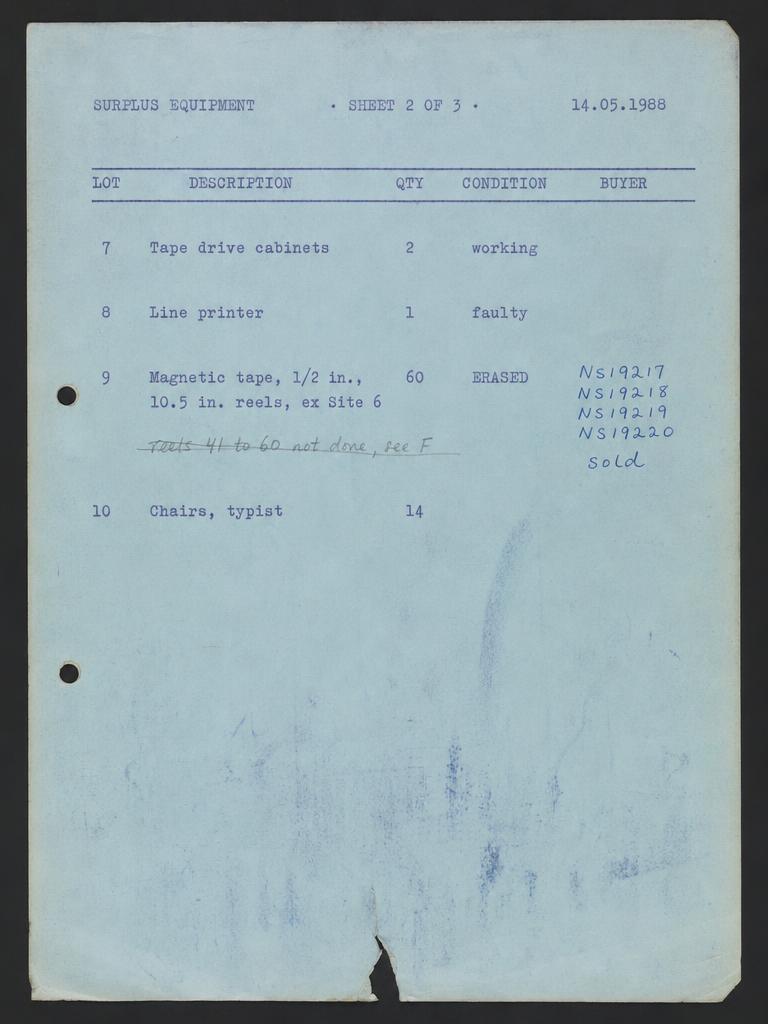 SURPLUS EQUIPMENT · SHEET 2 OF 3 · 14.05.1988
LOT DESCRIPTION QTY CONDITION BUYER
7 Tape drive cabinets 2 working
8 Line printer 1 faulty
9 Magnetic tape, 1/2 in., 60 ERASED NS19217
10.5 in. reels, ex Site 6 NS19218
NS19219
reels 41 to 60 not done, see F NS19220
sold
10 Chairs, typist 14